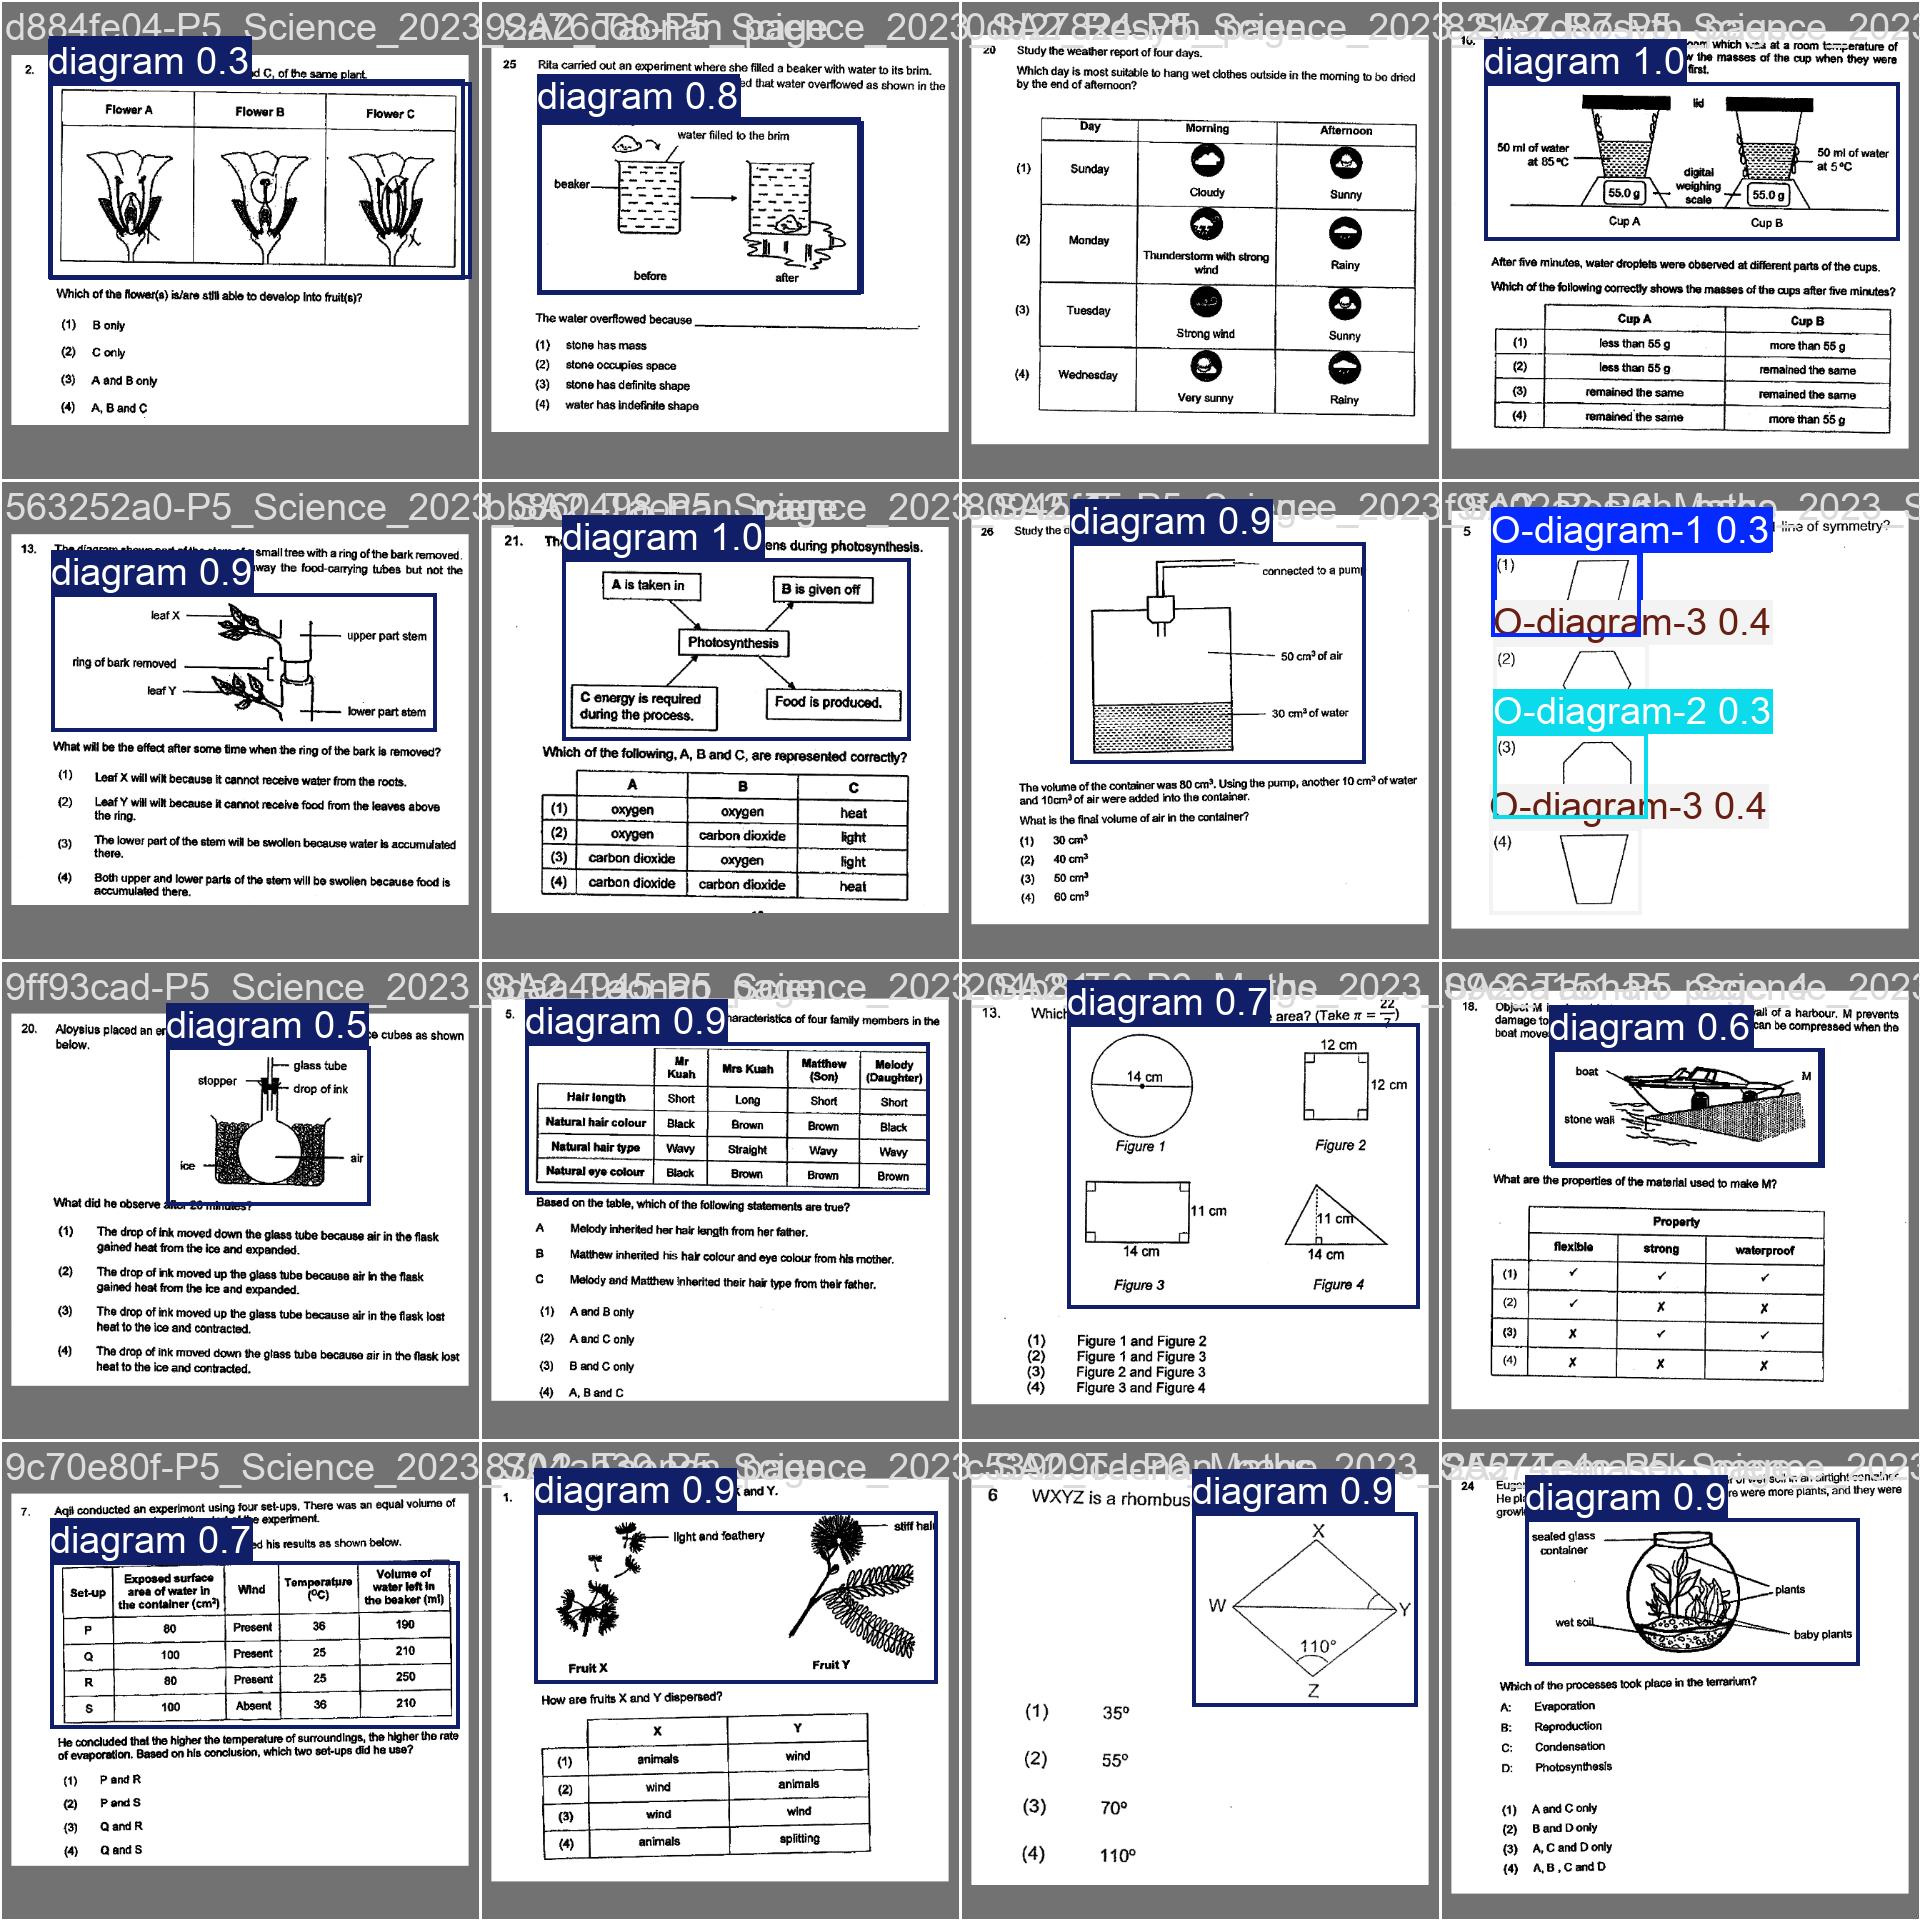 d884fe04-P5_Science_2023
2.
diagram 0.3
d C, of the same plant.
Flower A
Flower B
Flower C
Which of the flower(s) is/are still able to develop into fruit(s)?
(1) B only
(2) C only
(3) A and B only
(4) A, B and C
25 Rita carried out an experiment where she filled a beaker with water to its brim.
diagram 0.8
ed that water overflowed as shown in the
water filled to the brim
beaker
before
after
The water overflowed because
(1) stone has mass
(2) stone occupies space
(3) stone has definite shape
(4) water has indefinite shape
20 Study the weather report of four days.
Which day is most suitable to hang wet clothes outside in the morning to be dried
by the end of afternoon?
Day Morning Afternoon
(1) Sunday Cloudy Sunny
(2) Monday Thunderstorm with strong wind Rainy
(3) Tuesday Strong wind Sunny
(4) Wednesday Very sunny Rainy
which was at a room temperature of
diagram 1.0
the masses of the cup when they were
first.
lid
50 ml of water
at 85°C
50 ml of water
at 5°C
digital
weighing
scale
55.0 g
55.0 g
Cup A
Cup B
After five minutes, water droplets were observed at different parts of the cups.
Which of the following correctly shows the masses of the cups after five minutes?
Cup A Cup B
(1) less than 55 g more than 55 g
(2) less than 55 g remained the same
(3) remained the same remained the same
(4) remained the same more than 55 g
563252a0-P5_Science_2023
13. The diagram shows part of the stem of a small tree with a ring of the bark removed.
diagram 0.9
away the food-carrying tubes but not the
leaf X
upper part stem
ring of bark removed
leaf Y
lower part stem
What will be the effect after some time when the ring of the bark is removed?
(1) Leaf X will wilt because it cannot receive water from the roots.
(2) Leaf Y will wilt because it cannot receive food from the leaves above
the ring.
(3) The lower part of the stem will be swollen because water is accumulated
there.
(4) Both upper and lower parts of the stem will be swollen because food is
accumulated there.
21.
diagram 1.0
ens during photosynthesis.
A is taken in
B is given off
Photosynthesis
C energy is required
during the process.
Food is produced.
Which of the following, A, B and C, are represented correctly?
A B C
(1) oxygen oxygen heat
(2) oxygen carbon dioxide light
(3) carbon dioxide oxygen light
(4) carbon dioxide carbon dioxide heat
26 Study the
diagram 0.9
connected to a pump
50 cm³ of air
30 cm³ of water
The volume of the container was 80 cm³. Using the pump, another 10 cm³ of water
and 10cm³ of air were added into the container.
What is the final volume of air in the container?
(1) 30 cm³
(2) 40 cm³
(3) 50 cm³
(4) 60 cm³
5
line of symmetry?
O-diagram-1 0.3
(1)
O-diagram-3 0.4
(2)
O-diagram-2 0.3
(3)
O-diagram-3 0.4
(4)
9ff93cad-P5_Science_2023
20. Aloysius placed an
diagram 0.5
ce cubes as shown
below.
glass tube
stopper
drop of ink
ice
air
What did he observe after 20 minutes?
(1) The drop of ink moved down the glass tube because air in the flask
gained heat from the ice and expanded.
(2) The drop of ink moved up the glass tube because air in the flask
gained heat from the ice and expanded.
(3) The drop of ink moved up the glass tube because air in the flask lost
heat to the ice and contracted.
(4) The drop of ink moved down the glass tube because air in the flask lost
heat to the ice and contracted.
5.
diagram 0.9
haracteristics of four family members in the
Mr Kuah Mrs Kuah Matthew (Son) Melody (Daughter)
Hair length Short Long Short Short
Natural hair colour Black Brown Brown Black
Natural hair type Wavy Straight Wavy Wavy
Natural eye colour Black Brown Brown Brown
Based on the table, which of the following statements are true?
A Melody inherited her hair length from her father.
B Matthew inherited his hair colour and eye colour from his mother.
C Melody and Matthew inherited their hair type from their father.
(1) A and B only
(2) A and C only
(3) B and C only
(4) A, B and C
13. Which
diagram 0.7
area? (Take π = 22/7)
14 cm
Figure 1
12 cm
12 cm
Figure 2
11 cm
14 cm
Figure 3
11 cm
14 cm
Figure 4
(1) Figure 1 and Figure 2
(2) Figure 1 and Figure 3
(3) Figure 2 and Figure 3
(4) Figure 3 and Figure 4
18. Object M
all of a harbour. M prevents
damage to
diagram 0.6
can be compressed when the
boat move
boat
M
stone wall
What are the properties of the material used to make M?
Property
flexible strong waterproof
(1) ✓ ✓ ✓
(2) ✓ ✗ ✗
(3) ✗ ✓ ✓
(4) ✗ ✗ ✗
9c70e80f-P5_Science_2023
7. Aqil conducted an experiment using four set-ups. There was an equal volume of
experiment.
diagram 0.7
ed his results as shown below.
Set-up Exposed surface area of water in the container (cm²) Wind Temperature (°C) Volume of water left in the beaker (ml)
P 80 Present 36 190
Q 100 Present 25 210
R 80 Present 25 250
S 100 Absent 36 210
He concluded that the higher the temperature of surroundings, the higher the rate
of evaporation. Based on his conclusion, which two set-ups did he use?
(1) P and R
(2) P and S
(3) Q and R
(4) Q and S
1.
diagram 0.9
and Y.
light and feathery
stiff hair
Fruit X
Fruit Y
How are fruits X and Y dispersed?
X Y
(1) animals wind
(2) wind animals
(3) wind wind
(4) animals splitting
6 WXYZ is a rhombus
diagram 0.9
X
W
Y
110°
Z
(1) 35º
(2) 55º
(3) 70º
(4) 110º
24
of wet soil in an airtight container.
He
diagram 0.9
re were more plants, and they were
sealed glass
container
plants
wet soil
baby plants
Which of the processes took place in the terrarium?
A: Evaporation
B: Reproduction
C: Condensation
D: Photosynthesis
(1) A and C only
(2) B and D only
(3) A, C and D only
(4) A, B , C and D